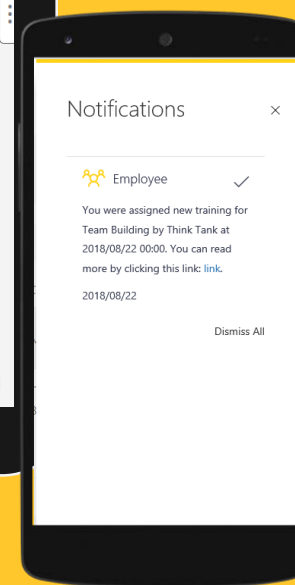 Notifications
Employee
You were assigned new training for
Team Building by Think Tank at
2018/08/22 00:00. You can read
more by clicking this link: link.
2018/08/22
Dismiss All